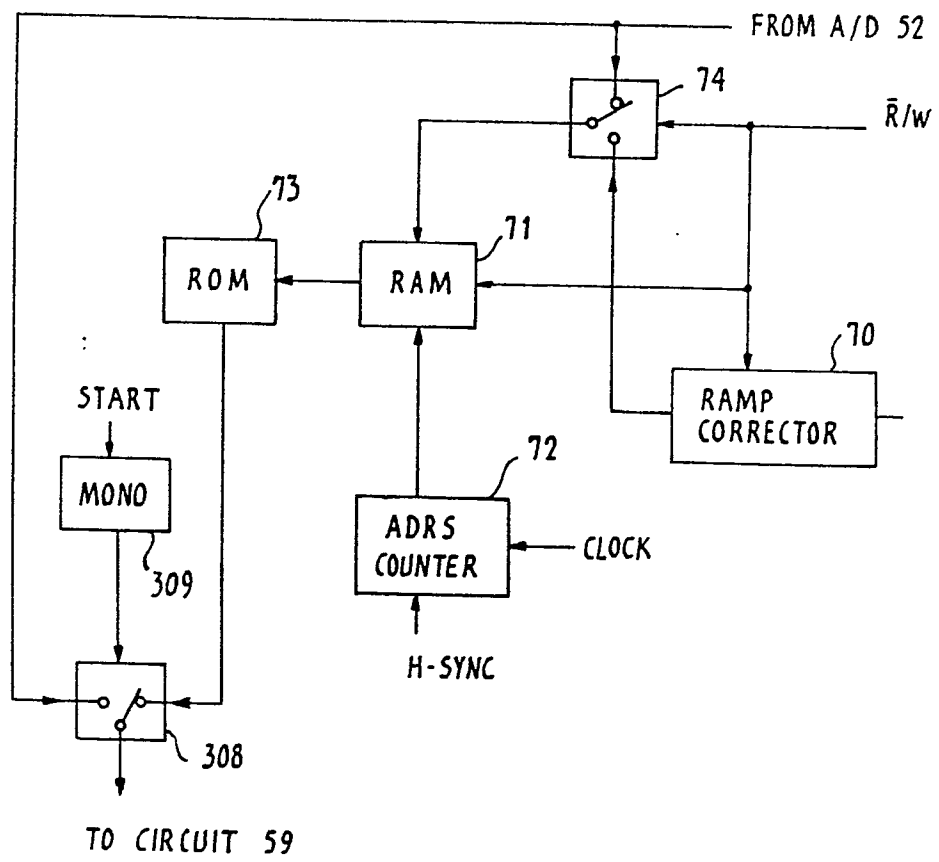 FROM A/D 52
74
R̄/W
73
71
ROM
RAM
70
START
RAMP
CORRECTOR
72
MONO
ADRS
COUNTER
CLOCK
309
H-SYNC
308
TO CIRCUIT 59